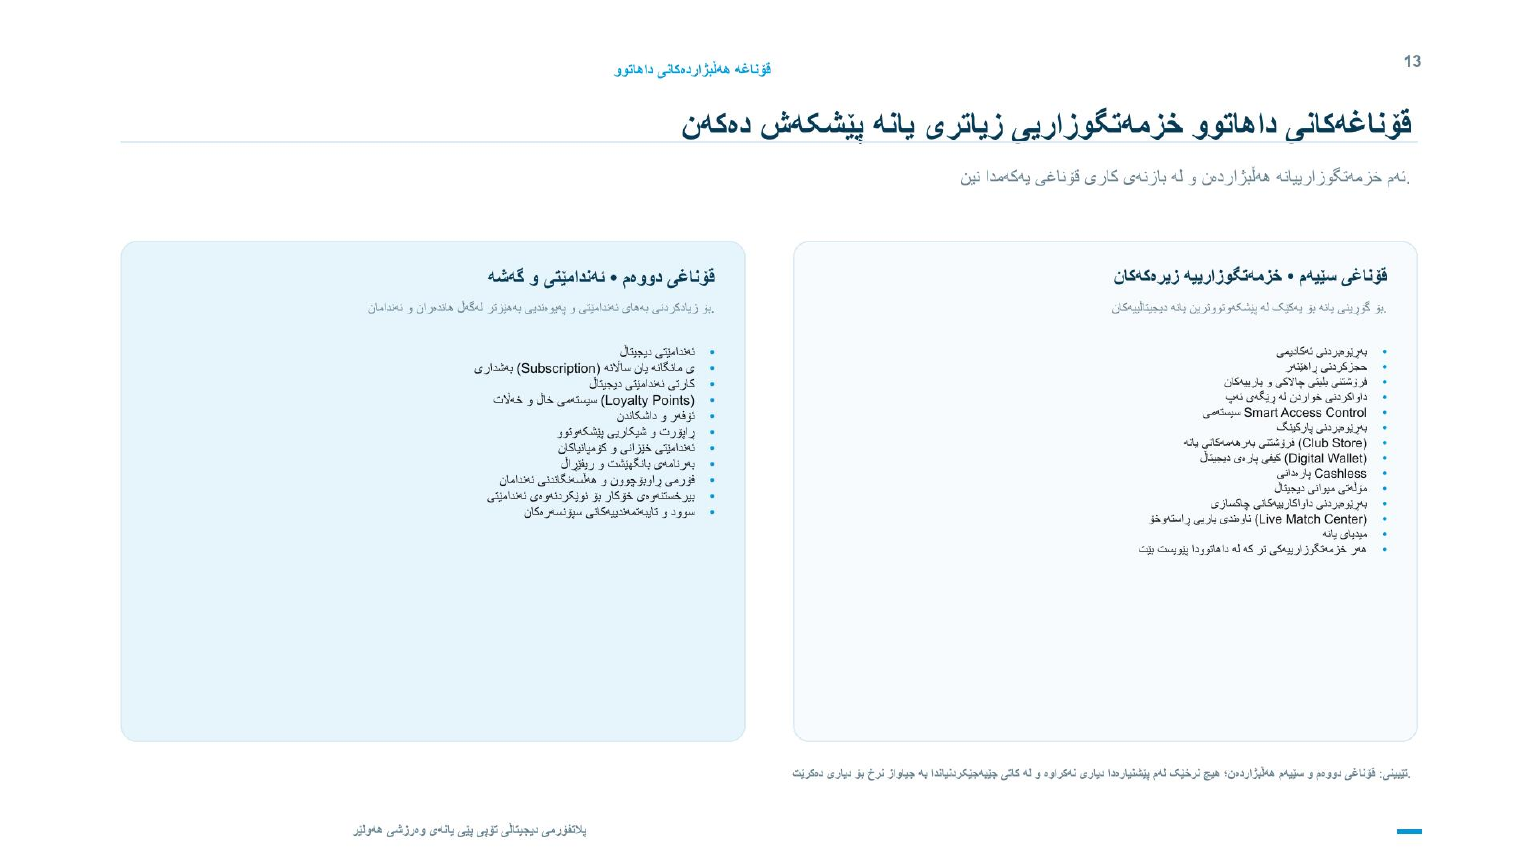 13
قۆناغە هەڵبژاردەکانی داهاتوو
قۆناغەکانی داهاتوو خزمەتگوزاریی زیاتری یانە پێشکەش دەکەن
ئەم خزمەتگوزارییانە هەڵبژاردەن و لە بازنەی کاری قۆناغی یەکەمدا نین.
قۆناغی سێیەم • خزمەتگوزارییە زیرەکەکان
بۆ گۆڕینی یانە بۆ یەکێک لە پێشکەوتووترین یانە دیجیتاڵییەکان.
• بەڕێوەبردنی ئەکادیمی
• حجزکردنی ڕاهێنەر
• فرۆشتنی بلیتی چالاکی و یارییەکان
• داواکردنی خواردن لە ڕێگەی ئەپ
• سیستەمی Smart Access Control
• بەڕێوەبردنی پارکینگ
• فرۆشتنی بەرهەمەکانی یانە (Club Store)
• کیفی پارەی دیجیتاڵ (Digital Wallet)
• پارەدانی Cashless
• مۆڵەتی میوانی دیجیتاڵ
• بەڕێوەبردنی داواکارییەکانی چاکسازی
• ناوەندی یاریی ڕاستەوخۆ (Live Match Center)
• میدیای یانە
• هەر خزمەتگوزارییەکی تر کە لە داهاتوودا پێویست بێت
قۆناغی دووەم • ئەندامێتی و گەشە
بۆ زیادکردنی بەهای ئەندامێتی و پەیوەندیی بەهێزتر لەگەڵ هاندەران و ئەندامان.
• ئەندامێتی دیجیتاڵ
• بەشداری (Subscription) ی مانگانە یان ساڵانە
• کارتی ئەندامێتی دیجیتاڵ
• سیستەمی خاڵ و خەڵات (Loyalty Points)
• ئۆفەر و داشکاندن
• ڕاپۆرت و شیکاریی پێشکەوتوو
• ئەندامێتی خێزانی و کۆمپانیاکان
• بەرنامەی بانگهێشت و ریفێڕاڵ
• فۆرمی ڕاوبۆچوون و هەڵسەنگاندنی ئەندامان
• بیرخستنەوەی خۆکار بۆ نوێکردنەوەی ئەندامێتی
• سوود و تایبەتمەندییەکانی سپۆنسەرەکان
تێبینی: قۆناغی دووەم و سێیەم هەڵبژاردەن؛ هیچ نرخێک لەم پێشنیارەدا دیاری نەکراوە و لە کاتی جێبەجێکردنیاندا بە جیاواز نرخ بۆ دیاری دەکرێت.
پلاتفۆرمی دیجیتاڵی تۆپی پێی یانەی وەرزشی هەولێر